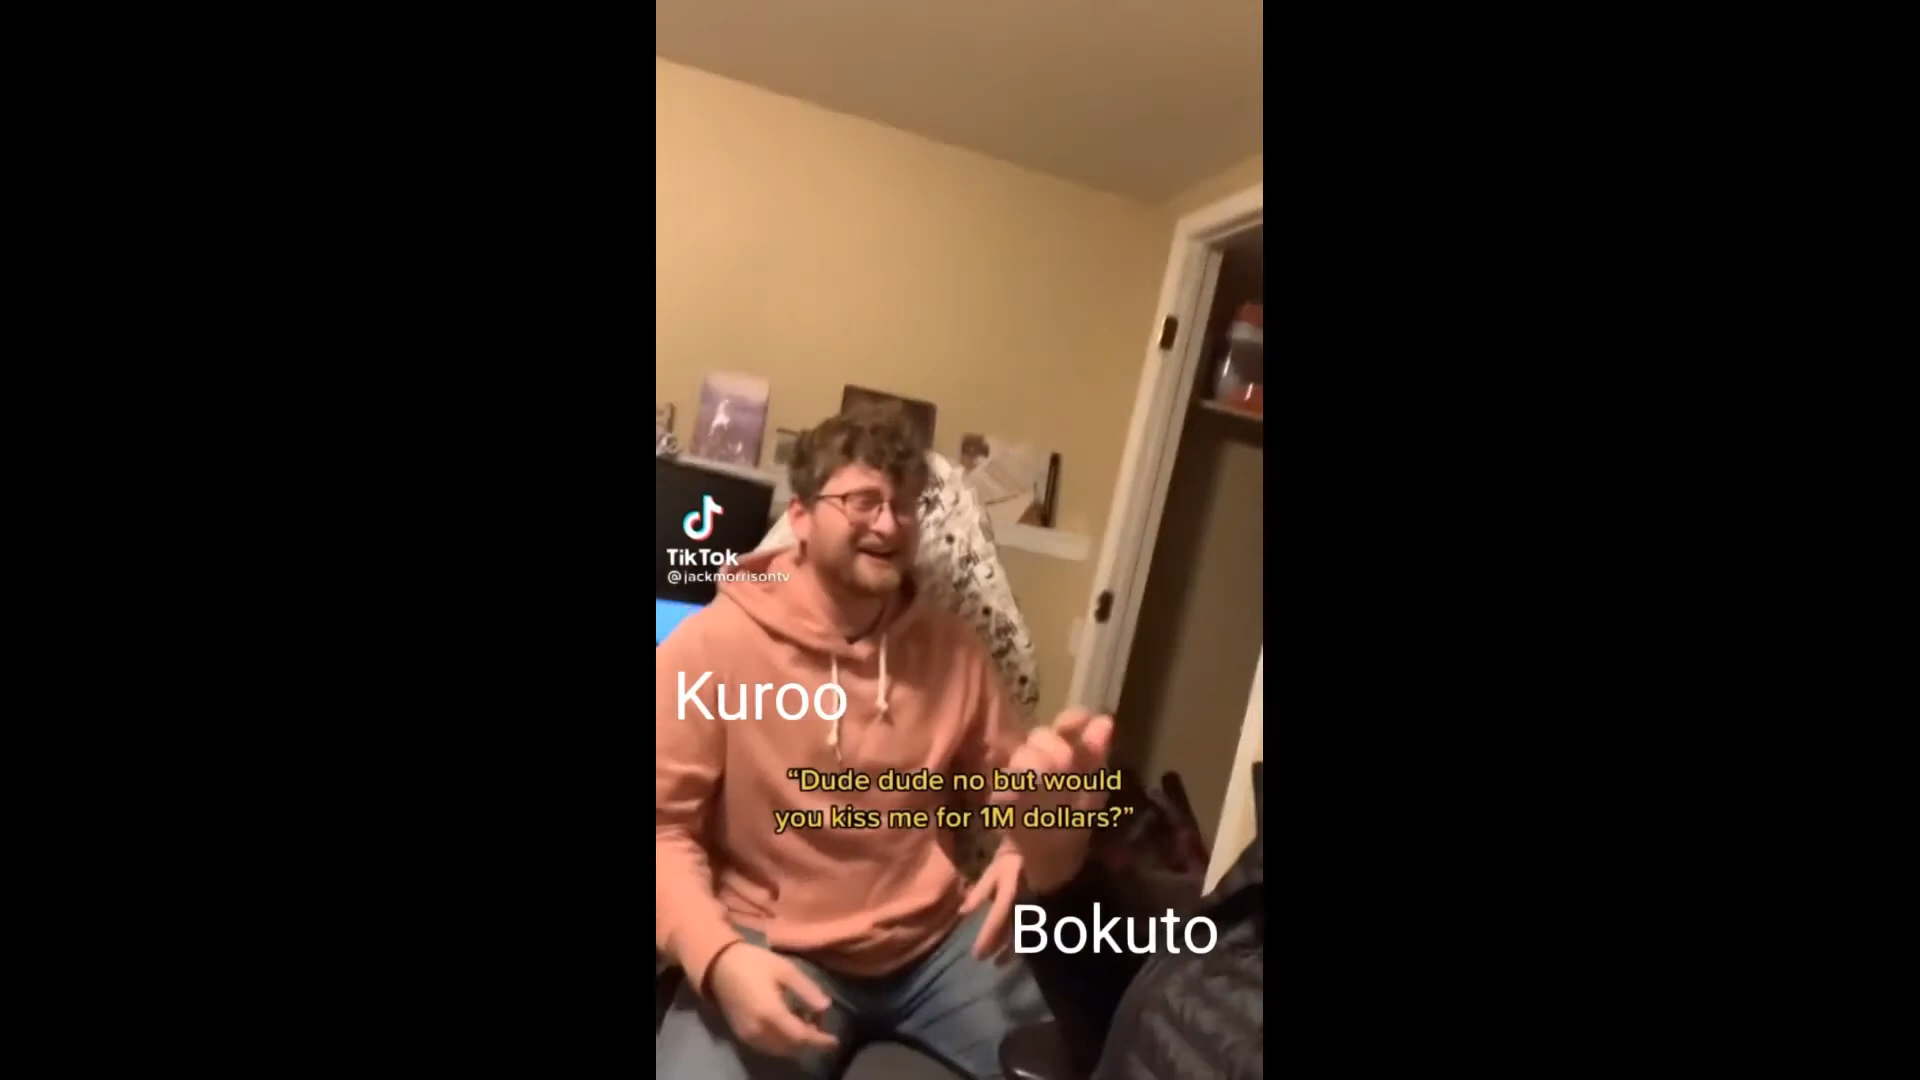 TikTok
@jackmorrisontv
Kuroo
“Dude dude no but would
you kiss me for 1M dollars?”
Bokuto